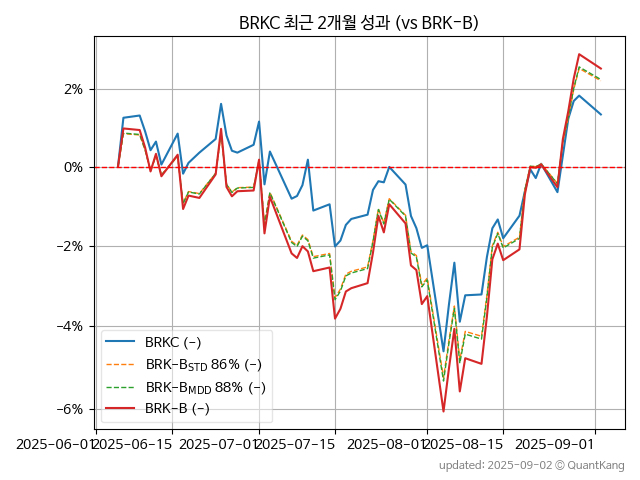 BRKC 최근 2개월 성과 (vs BRK-B)
2%
0%
−2%
−4%
−6%
BRKC (-)
BRK-BSTD 86% (-)
BRK-BMDD 88% (-)
BRK-B (-)
2025-06-01 2025-06-15 2025-07-01 2025-07-15 2025-08-01 2025-08-15 2025-09-01
updated: 2025-09-02 © QuantKang